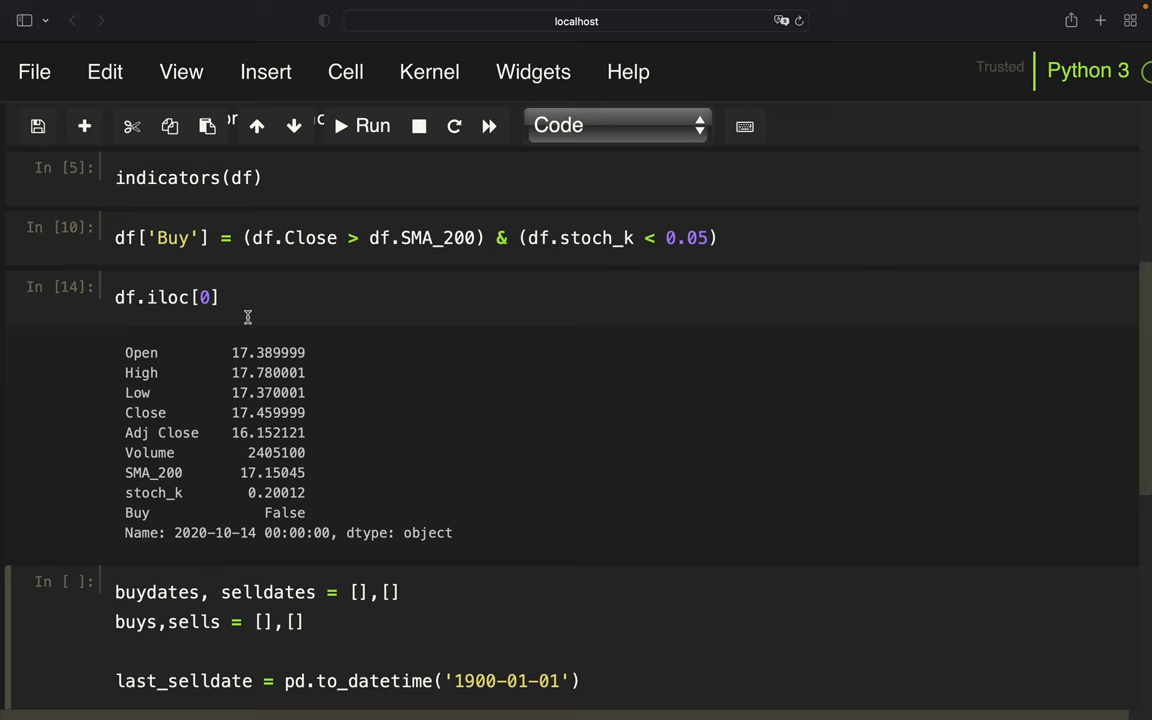 localhost
File Edit View Insert Cell Kernel Widgets Help
Trusted
Python 3
Run
Code
In [5]:
indicators(df)
In [10]:
df['Buy'] = (df.Close > df.SMA_200) & (df.stoch_k < 0.05)
In [14]:
df.iloc[0]
Open 17.389999
High 17.780001
Low 17.370001
Close 17.459999
Adj Close 16.152121
Volume 2405100
SMA_200 17.15045
stoch_k 0.20012
Buy False
Name: 2020-10-14 00:00:00, dtype: object
In [ ]:
buydates, selldates = [],[]
buys,sells = [],[]
last_selldate = pd.to_datetime('1900-01-01')